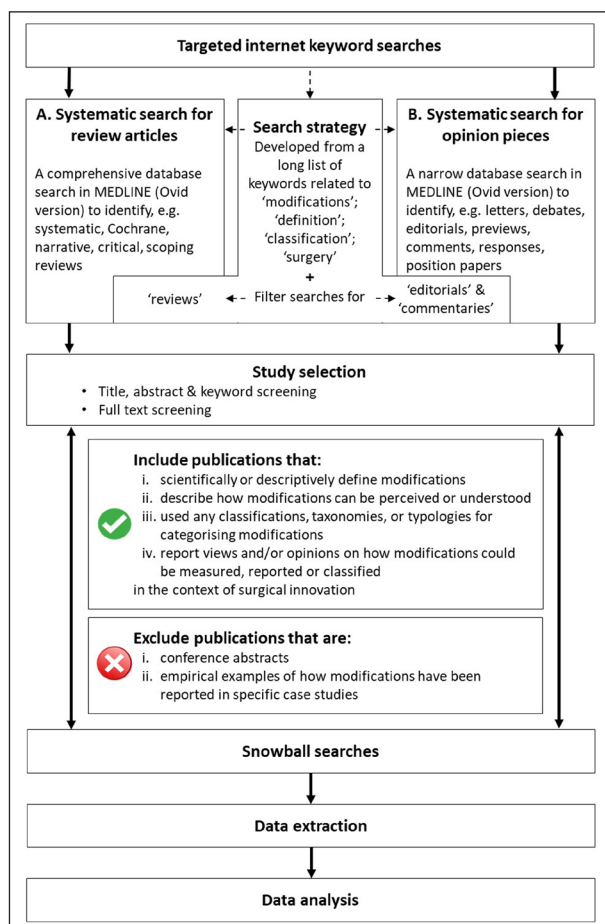 Targeted internet keyword searches
A. Systematic search for
review articles
A comprehensive database
search in MEDLINE (Ovid
version) to identify, e.g.
systematic, Cochrane,
narrative, critical, scoping
reviews
Search strategy
Developed from a
long list of
keywords related to
‘modifications’;
‘definition’;
‘classification’;
‘surgery’
+
B. Systematic search for
opinion pieces
A narrow database search in
MEDLINE (Ovid version) to
identify, e.g. letters, debates,
editorials, previews,
comments, responses,
position papers
‘reviews’
Filter searches for
‘editorials’ &
‘commentaries’
Study selection
• Title, abstract & keyword screening
• Full text screening
Include publications that:
i. scientifically or descriptively define modifications
ii. describe how modifications can be perceived or understood
iii. used any classifications, taxonomies, or typologies for
categorising modifications
iv. report views and/or opinions on how modifications could
be measured, reported or classified
in the context of surgical innovation
Exclude publications that are:
i. conference abstracts
ii. empirical examples of how modifications have been
reported in specific case studies
Snowball searches
Data extraction
Data analysis